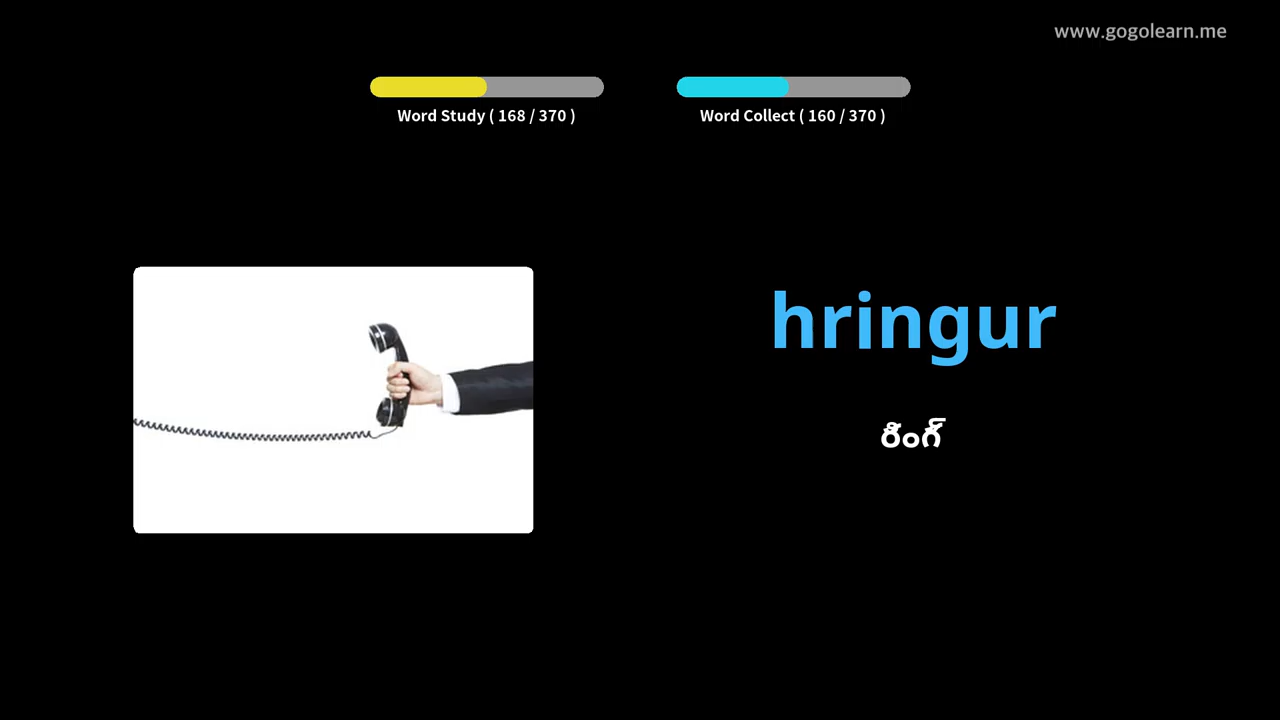 www.gogolearn.me
Word Study ( 168 / 370 )
Word Collect ( 160 / 370 )
hringur
రింగ్